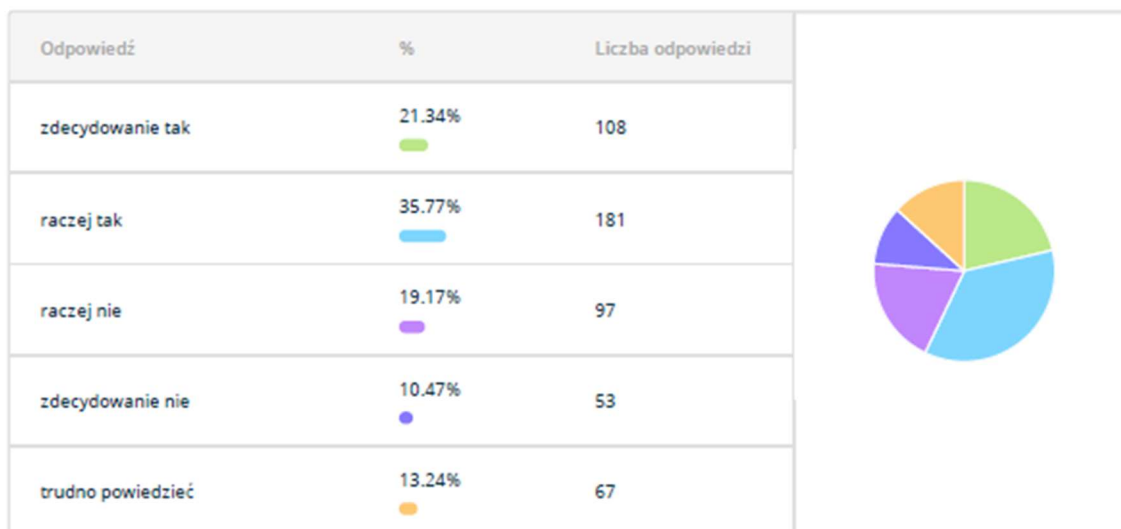 Odpowiedź % Liczba odpowiedzi
zdecydowanie tak 21.34% 108
raczej tak 35.77% 181
raczej nie 19.17% 97
zdecydowanie nie 10.47% 53
trudno powiedzieć 13.24% 67